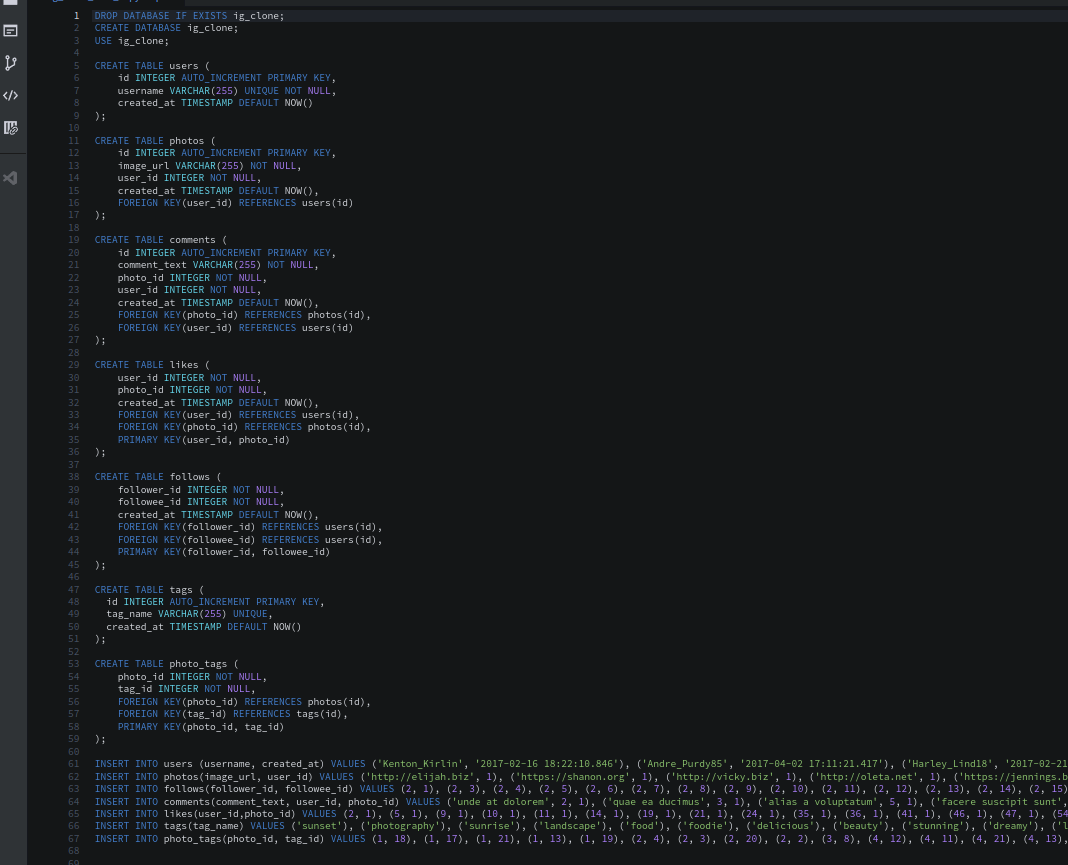 1 DROP DATABASE IF EXISTS ig_clone;
2 CREATE DATABASE ig_clone;
3 USE ig_clone;
4
5 CREATE TABLE users (
6 id INTEGER AUTO_INCREMENT PRIMARY KEY,
7 username VARCHAR(255) UNIQUE NOT NULL,
8 created_at TIMESTAMP DEFAULT NOW()
9 );
10
11 CREATE TABLE photos (
12 id INTEGER AUTO_INCREMENT PRIMARY KEY,
13 image_url VARCHAR(255) NOT NULL,
14 user_id INTEGER NOT NULL,
15 created_at TIMESTAMP DEFAULT NOW(),
16 FOREIGN KEY(user_id) REFERENCES users(id)
17 );
18
19 CREATE TABLE comments (
20 id INTEGER AUTO_INCREMENT PRIMARY KEY,
21 comment_text VARCHAR(255) NOT NULL,
22 photo_id INTEGER NOT NULL,
23 user_id INTEGER NOT NULL,
24 created_at TIMESTAMP DEFAULT NOW(),
25 FOREIGN KEY(photo_id) REFERENCES photos(id),
26 FOREIGN KEY(user_id) REFERENCES users(id)
27 );
28
29 CREATE TABLE likes (
30 user_id INTEGER NOT NULL,
31 photo_id INTEGER NOT NULL,
32 created_at TIMESTAMP DEFAULT NOW(),
33 FOREIGN KEY(user_id) REFERENCES users(id),
34 FOREIGN KEY(photo_id) REFERENCES photos(id),
35 PRIMARY KEY(user_id, photo_id)
36 );
37
38 CREATE TABLE follows (
39 follower_id INTEGER NOT NULL,
40 followee_id INTEGER NOT NULL,
41 created_at TIMESTAMP DEFAULT NOW(),
42 FOREIGN KEY(follower_id) REFERENCES users(id),
43 FOREIGN KEY(followee_id) REFERENCES users(id),
44 PRIMARY KEY(follower_id, followee_id)
45 );
46
47 CREATE TABLE tags (
48 id INTEGER AUTO_INCREMENT PRIMARY KEY,
49 tag_name VARCHAR(255) UNIQUE,
50 created_at TIMESTAMP DEFAULT NOW()
51 );
52
53 CREATE TABLE photo_tags (
54 photo_id INTEGER NOT NULL,
55 tag_id INTEGER NOT NULL,
56 FOREIGN KEY(photo_id) REFERENCES photos(id),
57 FOREIGN KEY(tag_id) REFERENCES tags(id),
58 PRIMARY KEY(photo_id, tag_id)
59 );
60
61 INSERT INTO users (username, created_at) VALUES ('Kenton_Kirlin', '2017-02-16 18:22:10.846'), ('Andre_Purdy85', '2017-04-02 17:11:21.417'), ('Harley_Lind18', '2017-02-21
62 INSERT INTO photos(image_url, user_id) VALUES ('http://elijah.biz', 1), ('https://shanon.org', 1), ('http://vicky.biz', 1), ('http://oleta.net', 1), ('https://jennings.b
63 INSERT INTO follows(follower_id, followee_id) VALUES (2, 1), (2, 3), (2, 4), (2, 5), (2, 6), (2, 7), (2, 8), (2, 9), (2, 10), (2, 11), (2, 12), (2, 13), (2, 14), (2, 15)
64 INSERT INTO comments(comment_text, user_id, photo_id) VALUES ('unde at dolorem', 2, 1), ('quae ea ducimus', 3, 1), ('alias a voluptatum', 5, 1), ('facere suscipit sunt',
65 INSERT INTO likes(user_id,photo_id) VALUES (2, 1), (5, 1), (9, 1), (10, 1), (11, 1), (14, 1), (19, 1), (21, 1), (24, 1), (35, 1), (36, 1), (41, 1), (46, 1), (47, 1), (54
66 INSERT INTO tags(tag_name) VALUES ('sunset'), ('photography'), ('sunrise'), ('landscape'), ('food'), ('foodie'), ('delicious'), ('beauty'), ('stunning'), ('dreamy'), ('l
67 INSERT INTO photo_tags(photo_id, tag_id) VALUES (1, 18), (1, 17), (1, 21), (1, 13), (1, 19), (2, 4), (2, 3), (2, 20), (2, 2), (3, 8), (4, 12), (4, 11), (4, 21), (4, 13),
68
69